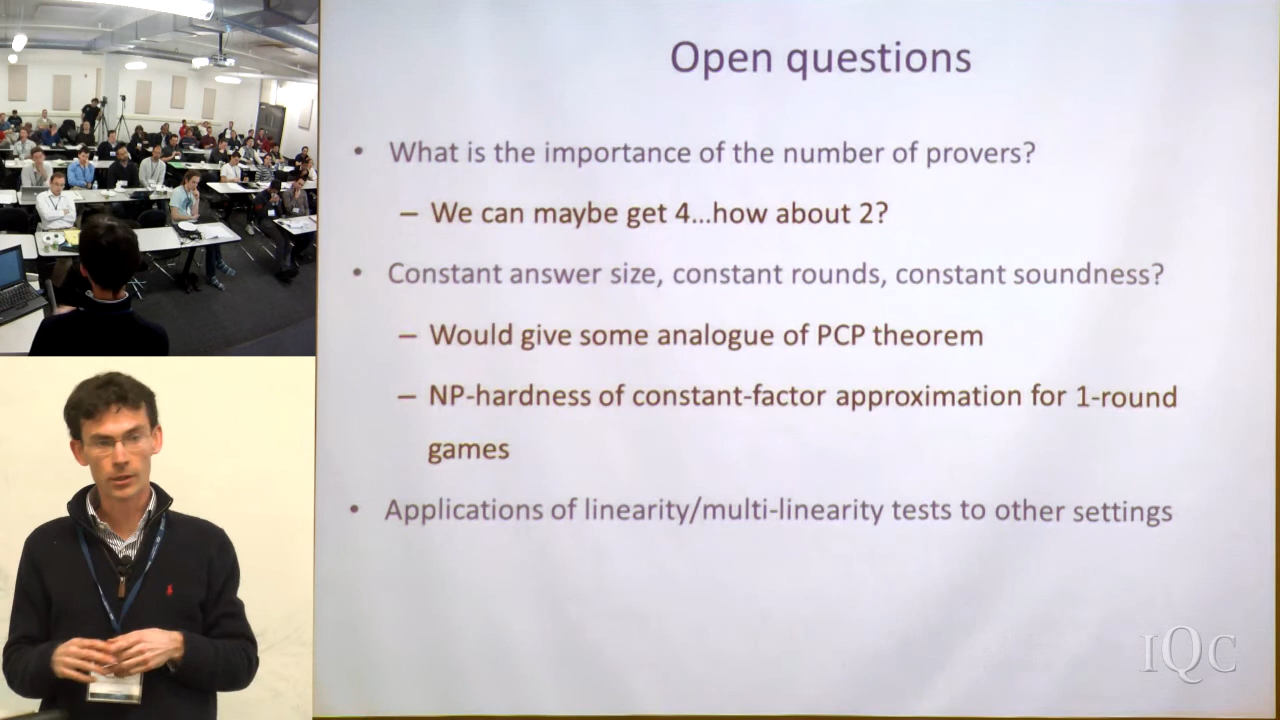 Open questions
• What is the importance of the number of provers?
– We can maybe get 4...how about 2?
• Constant answer size, constant rounds, constant soundness?
– Would give some analogue of PCP theorem
– NP-hardness of constant-factor approximation for 1-round
games
• Applications of linearity/multi-linearity tests to other settings
IQC